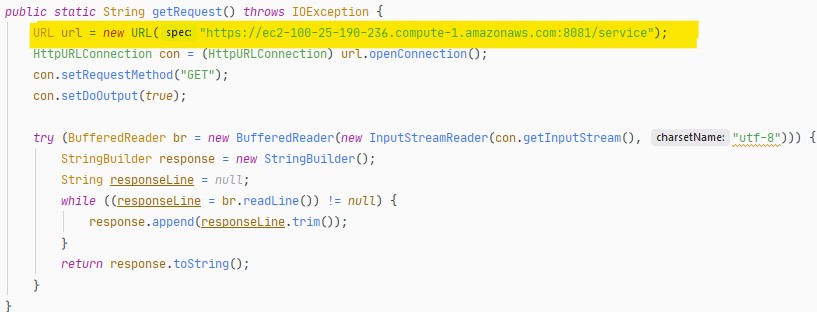 public static String getRequest() throws IOException {
URL url = new URL( spec: "https://ec2-100-25-190-236.compute-1.amazonaws.com:8081/service");
HttpURLConnection con = (HttpURLConnection) url.openConnection();
con.setRequestMethod("GET");
con.setDoOutput(true);
try (BufferedReader br = new BufferedReader(new InputStreamReader(con.getInputStream(), charsetName: "utf-8"))) {
StringBuilder response = new StringBuilder();
String responseLine = null;
while ((responseLine = br.readLine()) != null) {
response.append(responseLine.trim());
}
return response.toString();
}
}